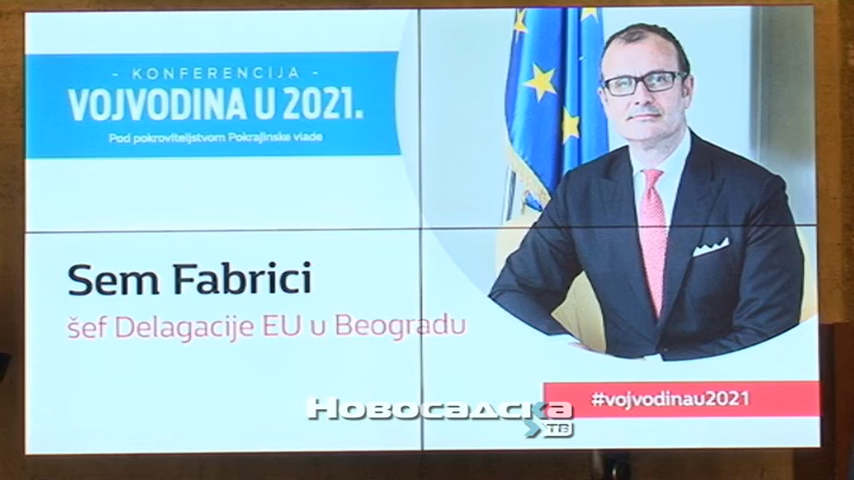 - KONFERENCIJA -
VOJVODINA U 2021.
Pod pokroviteljstvom Pokrajinske vlade
Sem Fabrici
šef Delagacije EU u Beogradu
#vojvodinau2021
Новосадска
ТВ